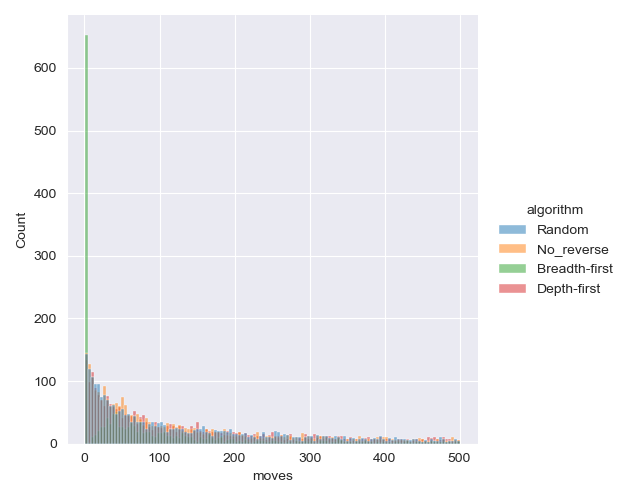 600
500
400
300
200
100
0
Count
0 100 200 300 400 500
moves
algorithm
Random
No_reverse
Breadth-first
Depth-first